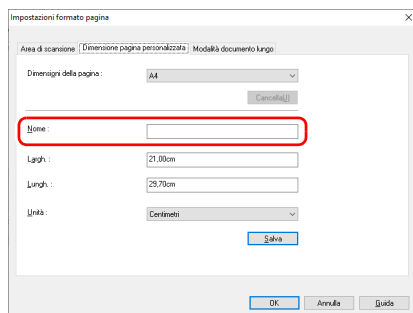 Impostazioni formato pagina
Area di scansione Dimensione pagina personalizzata Modalità documento lungo
Dimensioni della pagina : A4
Cancella(J)
Nome :
Largh. : 21,00cm
Lungh. : 29,70cm
Unità : Centimetri
Salva
OK Annulla Guida